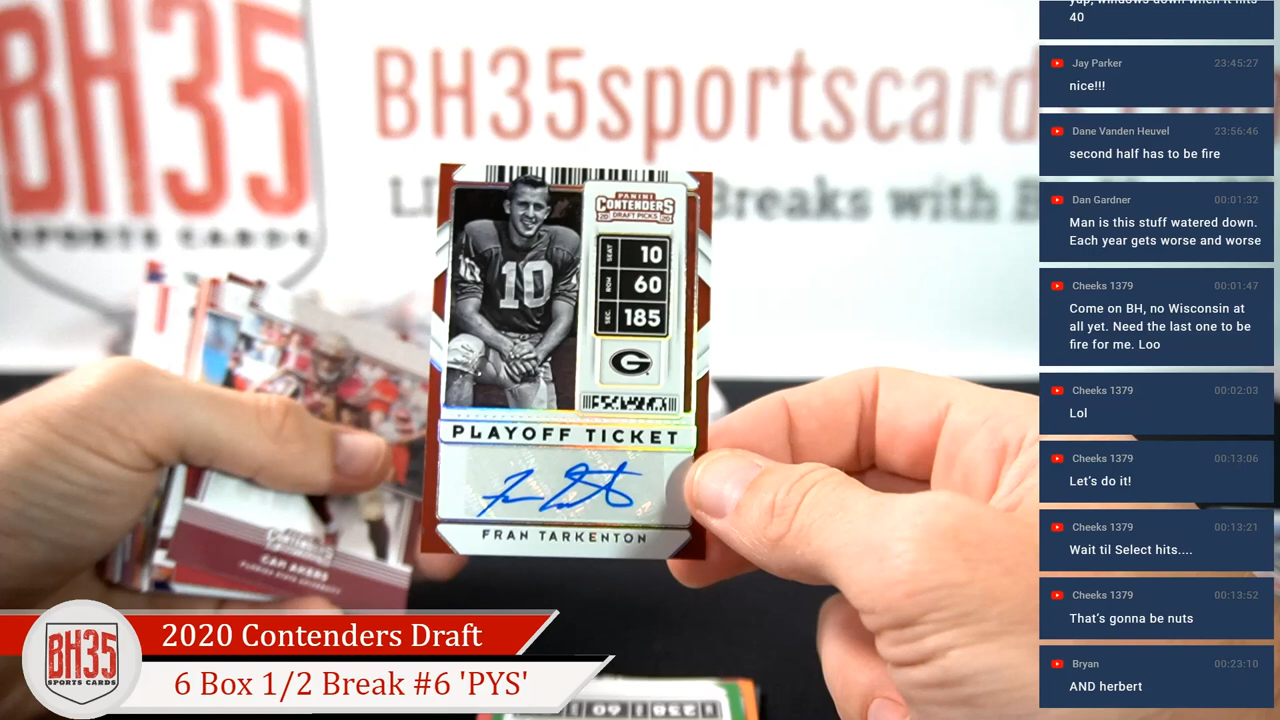 BH35
SPORTS CARDS
BH35sportscards
Breaks with
PANINI
CONTENDERS
20 DRAFT PICKS 20
SEAT 10
ROW 60
SEC. 185
G
10
PLAYOFF TICKET
FRAN TARKENTON
CAM AKERS
FLORIDA STATE UNIVERSITY
2020 Contenders Draft
6 Box 1/2 Break #6 'PYS'
BH35
SPORTS CARDS
60
238
yap, windows down when it hits
40
Jay Parker 23:45:27
nice!!!
Dane Vanden Heuvel 23:56:46
second half has to be fire
Dan Gardner 00:01:32
Man is this stuff watered down.
Each year gets worse and worse
Cheeks 1379 00:01:47
Come on BH, no Wisconsin at
all yet. Need the last one to be
fire for me. Loo
Cheeks 1379 00:02:03
Lol
Cheeks 1379 00:13:06
Let's do it!
Cheeks 1379 00:13:21
Wait til Select hits....
Cheeks 1379 00:13:52
That's gonna be nuts
Bryan 00:23:10
AND herbert